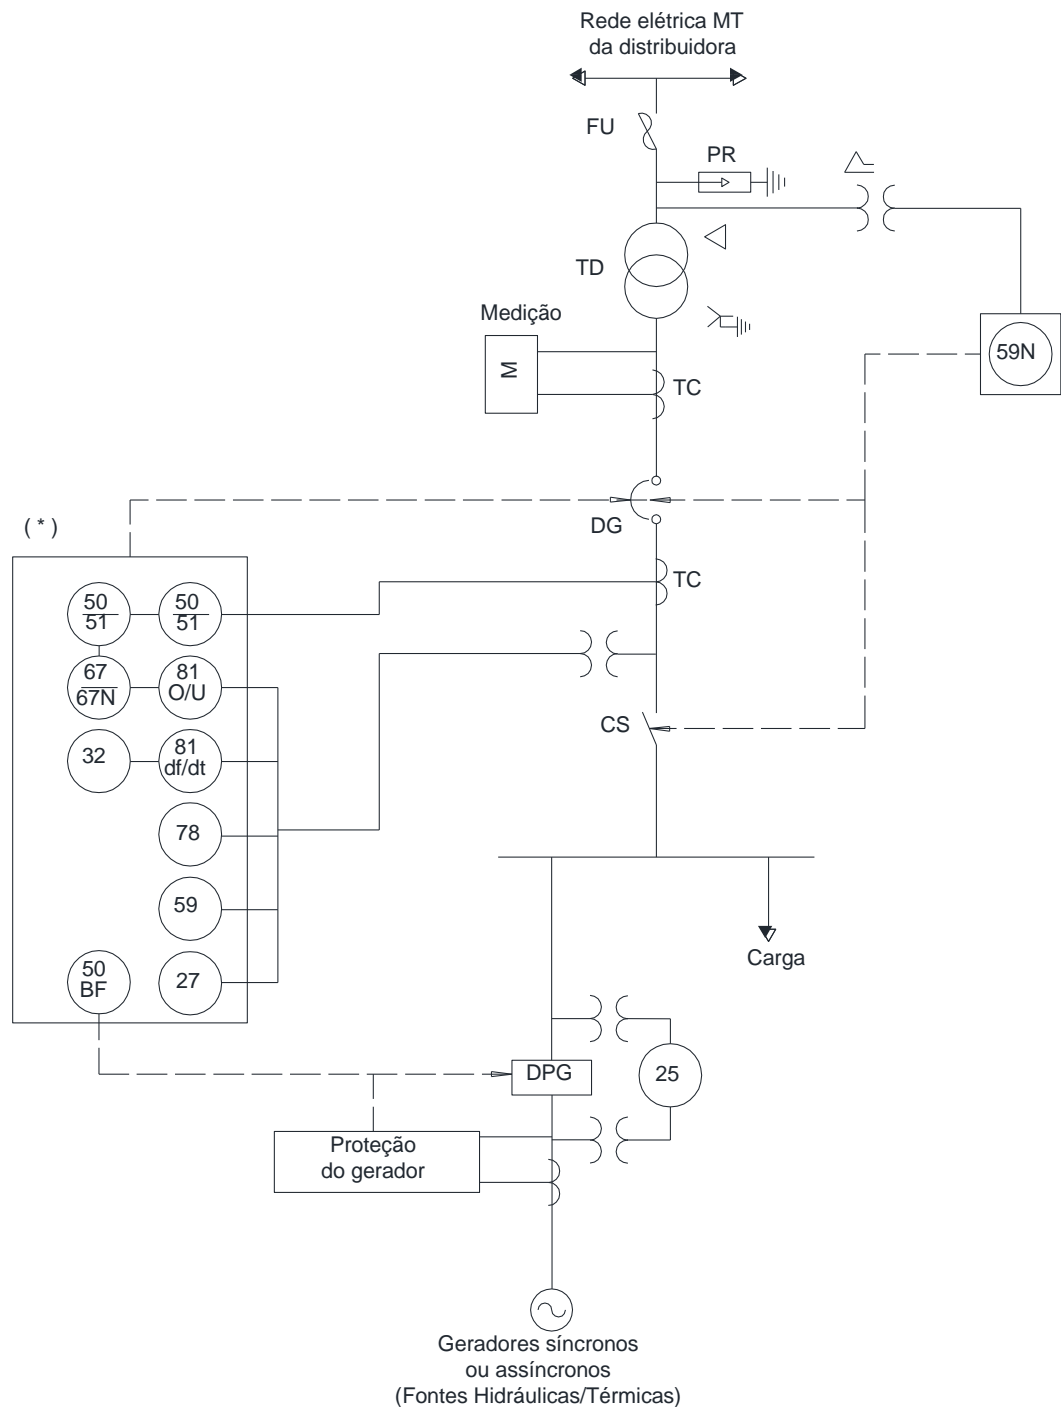 Rede elétrica MT
da distribuidora
FU
PR
TD
Medição
M
TC
59N
DG
( * )
TC
50
51
50
51
67
67N
81
O/U
CS
32
81
df/dt
78
59
Carga
50
BF
27
DPG
25
Proteção
do gerador
Geradores síncronos
ou assíncronos
(Fontes Hidráulicas/Térmicas)